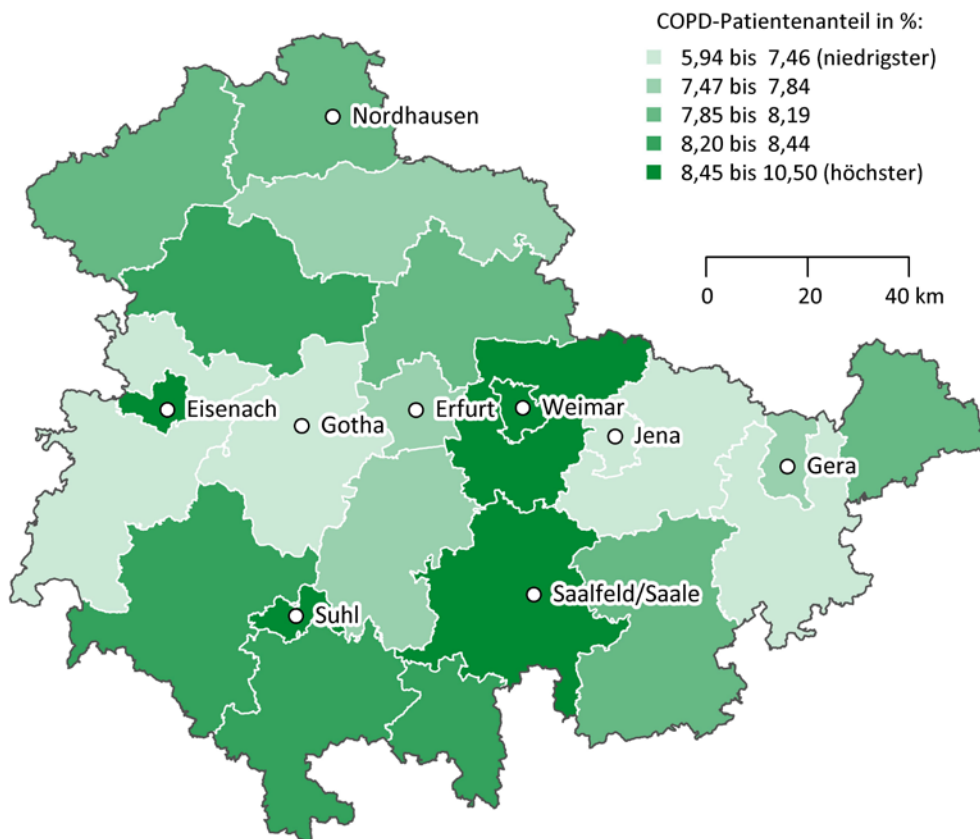 COPD-Patientenanteil in %:
5,94 bis 7,46 (niedrigster)
7,47 bis 7,84
7,85 bis 8,19
8,20 bis 8,44
8,45 bis 10,50 (höchster)
Nordhausen
0 20 40 km
Eisenach
Gotha
Erfurt
Weimar
Jena
Gera
Saalfeld/Saale
Suhl